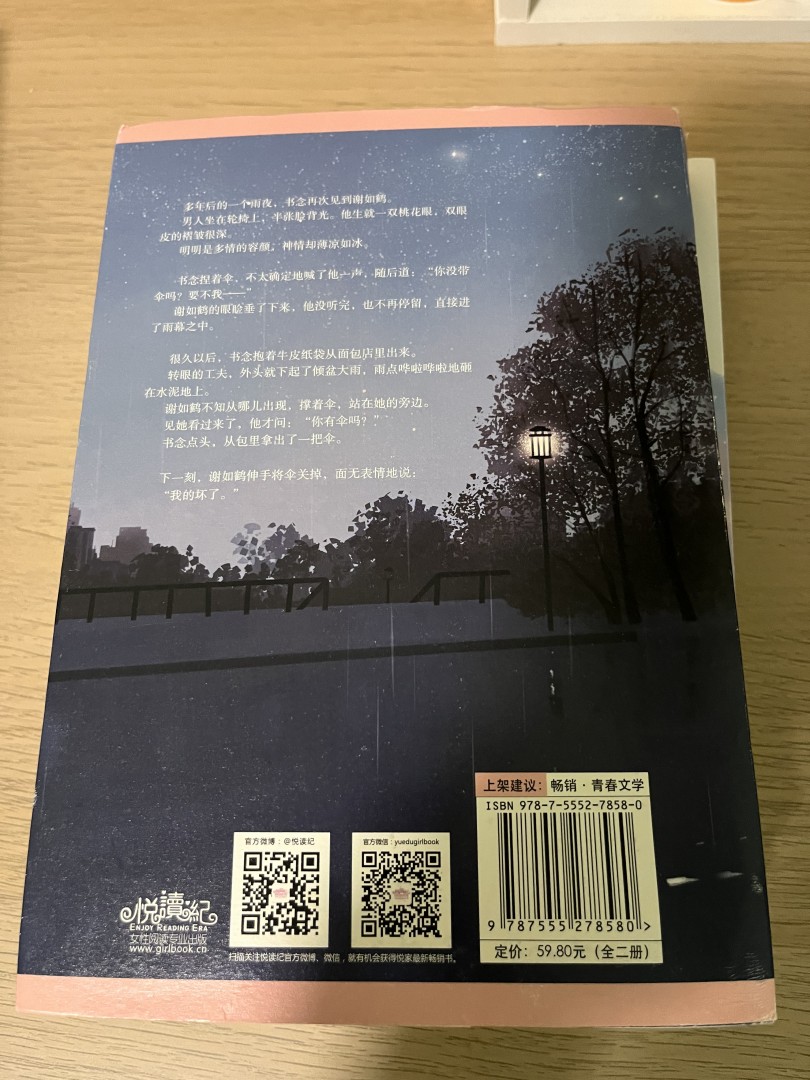 多年后的一个雨夜，书念再次见到谢如鹤。
男人坐在轮椅上，半张脸背光。他生就一双桃花眼，双眼
皮的褶皱很深。
明明是多情的容颜，神情却薄凉如冰。
书念捏着伞，不太确定地喊了他一声，随后道：“你没带
伞吗？要不我——”
谢如鹤的眼睑垂了下来，他没听完，也不再停留，直接进
了雨幕之中。
很久以后，书念抱着牛皮纸袋从面包店里出来。
转眼的工夫，外头就下起了倾盆大雨，雨点哗啦哗啦地砸
在水泥地上。
谢如鹤不知从哪儿出现，撑着伞，站在她的旁边。
见她看过来了，他才问：“你有伞吗？”
书念点头，从包里拿出了一把伞。
下一刻，谢如鹤伸手将伞关掉，面无表情地说：
“我的坏了。”
上架建议：畅销·青春文学
ISBN 978-7-5552-7858-0
9 787555 278580 >
定价：59.80元（全二册）
官方微博：@悦读纪
官方微信：yuedugirlbook
悦讀纪
ENJOY READING ERA
女性阅读专业出版
www.girlbook.cn
扫描关注悦读纪官方微博、微信，就有机会获得悦家最新畅销书。